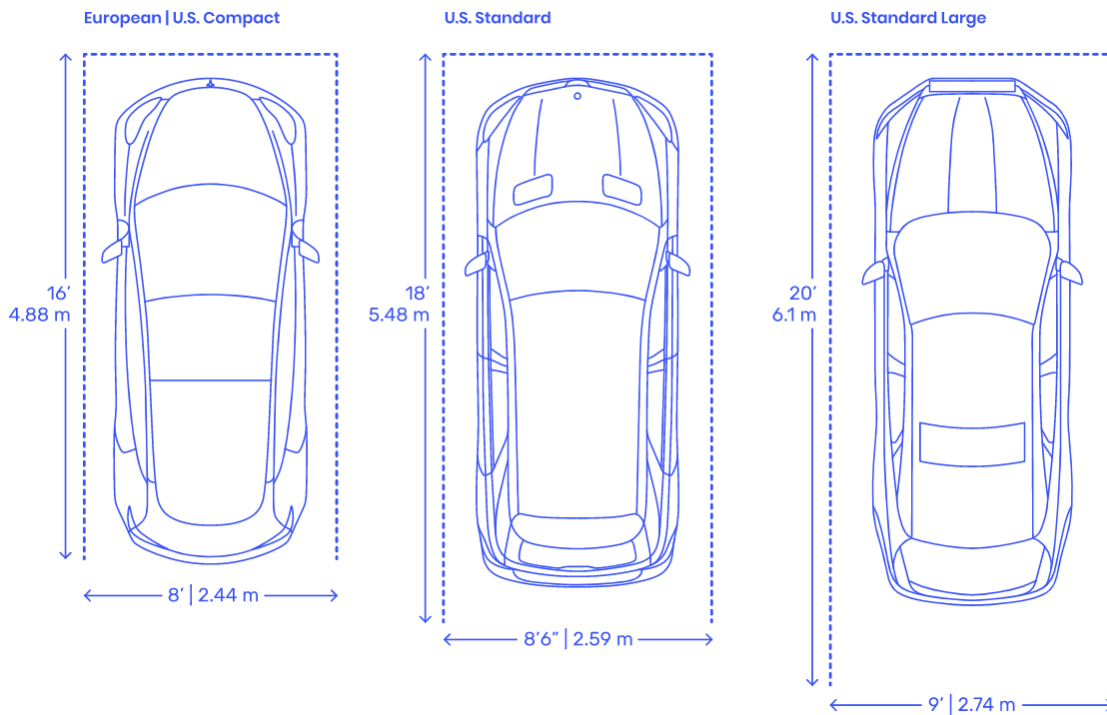 European | U.S. Compact
U.S. Standard
U.S. Standard Large
16’
4.88 m
18’
5.48 m
20’
6.1 m
8’ | 2.44 m
8’6” | 2.59 m
9’ | 2.74 m